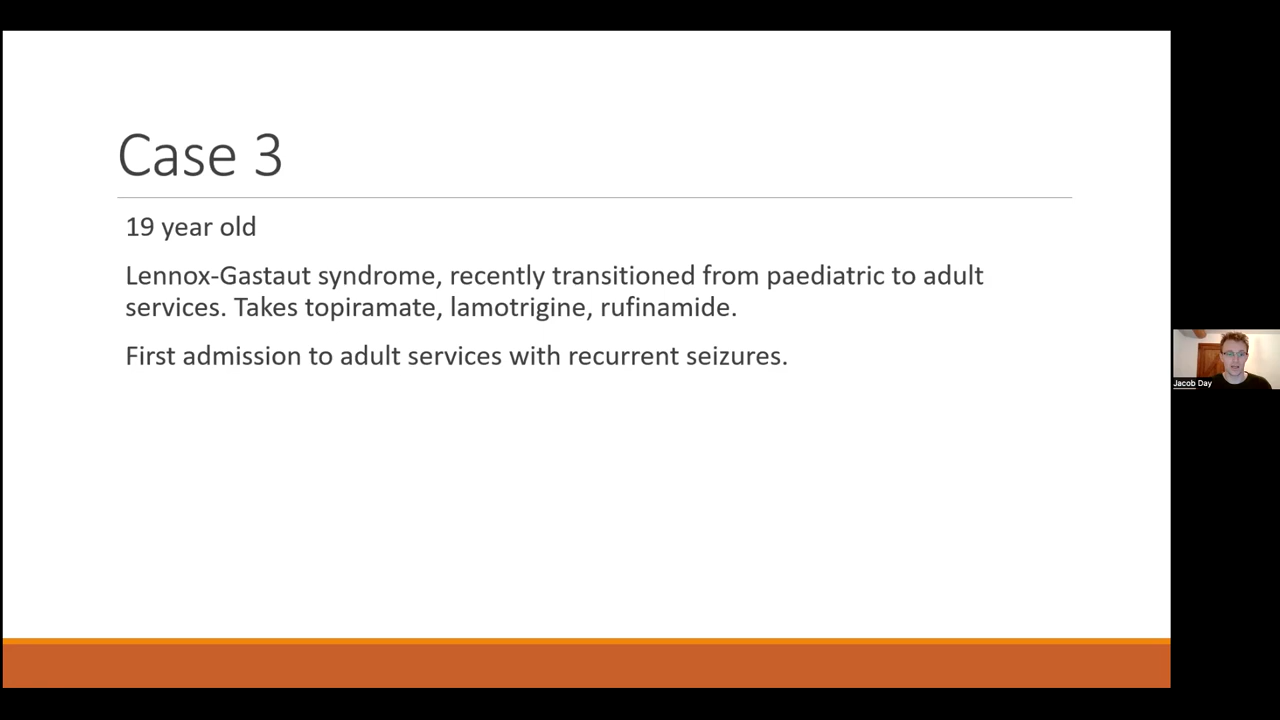 Case 3
19 year old
Lennox-Gastaut syndrome, recently transitioned from paediatric to adult
services. Takes topiramate, lamotrigine, rufinamide.
First admission to adult services with recurrent seizures.
Jacob Day